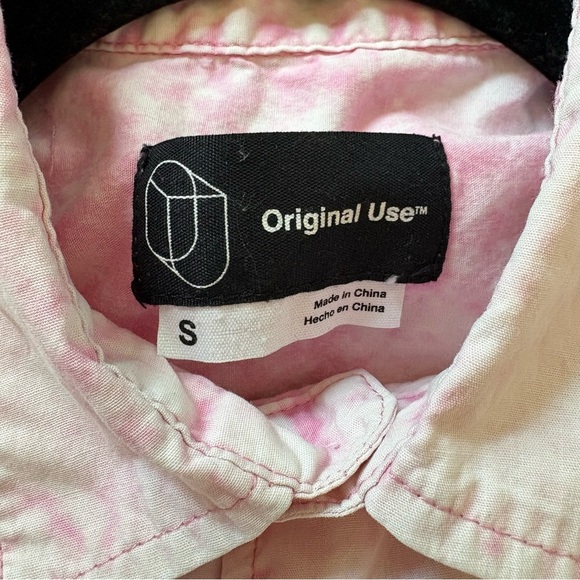 Original Use™
S
Made in China
Hecho en China